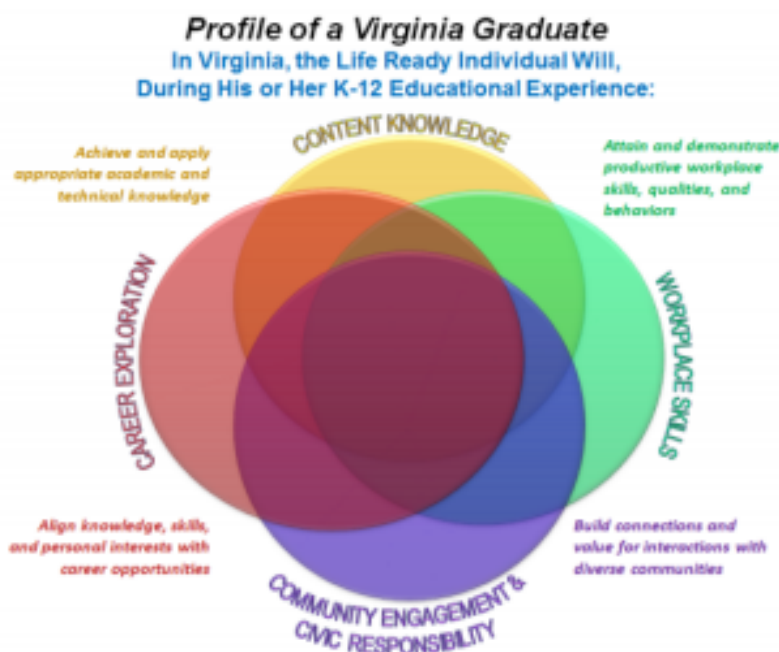 Profile of a Virginia Graduate
In Virginia, the Life Ready Individual Will,
During His or Her K-12 Educational Experience:
CONTENT KNOWLEDGE
Achieve and apply
appropriate academic and
technical knowledge
Attain and demonstrate
productive workplace
skills, qualities, and
behaviors
CAREER EXPLORATION
WORKPLACE SKILLS
Align knowledge, skills,
and personal interests with
career opportunities
Build connections and
value for interactions with
diverse communities
COMMUNITY ENGAGEMENT &
CIVIC RESPONSIBILITY